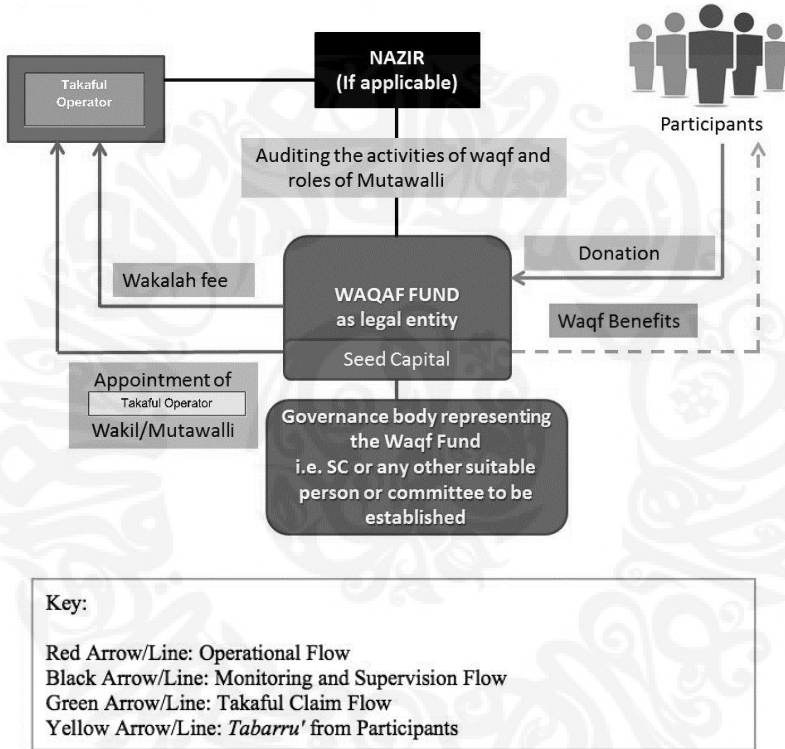 Takaful
Operator
NAZIR
(If applicable)
Participants
Auditing the activities of waqf and
roles of Mutawalli
Donation
Wakalah fee
WAQAF FUND
as legal entity
Waqf Benefits
Seed Capital
Appointment of
Takaful Operator
Wakil/Mutawalli
Governance body representing
the Waqf Fund
i.e. SC or any other suitable
person or committee to be
established
Key:
Red Arrow/Line: Operational Flow
Black Arrow/Line: Monitoring and Supervision Flow
Green Arrow/Line: Takaful Claim Flow
Yellow Arrow/Line: Tabarru' from Participants